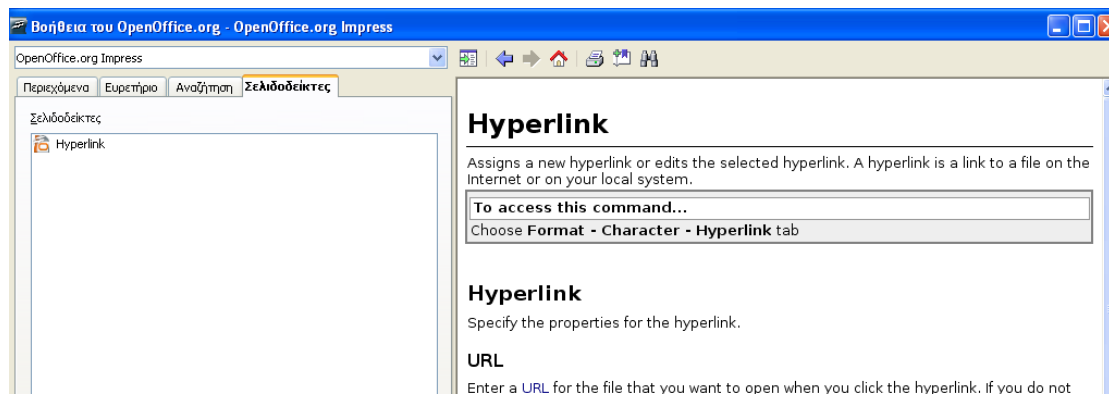 Βοήθεια του OpenOffice.org - OpenOffice.org Impress
OpenOffice.org Impress
Περιεχόμενα Ευρετήριο Αναζήτηση Σελιδοδείκτες
Σελιδοδείκτες
Hyperlink
Hyperlink
Assigns a new hyperlink or edits the selected hyperlink. A hyperlink is a link to a file on the
Internet or on your local system.
To access this command...
Choose Format - Character - Hyperlink tab
Hyperlink
Specify the properties for the hyperlink.
URL
Enter a URL for the file that you want to open when you click the hyperlink. If you do not